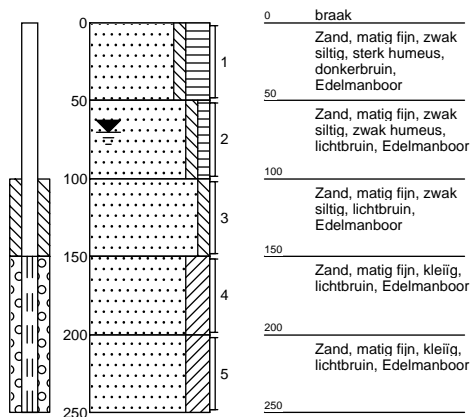 0
50
100
150
200
250
1
2
3
4
5
0 braak
Zand, matig fijn, zwak
siltig, sterk humeus,
donkerbruin,
Edelmanboor
50
Zand, matig fijn, zwak
siltig, zwak humeus,
lichtbruin, Edelmanboor
100
Zand, matig fijn, zwak
siltig, lichtbruin,
Edelmanboor
150
Zand, matig fijn, kleiïg,
lichtbruin, Edelmanboor
200
Zand, matig fijn, kleiïg,
lichtbruin, Edelmanboor
250